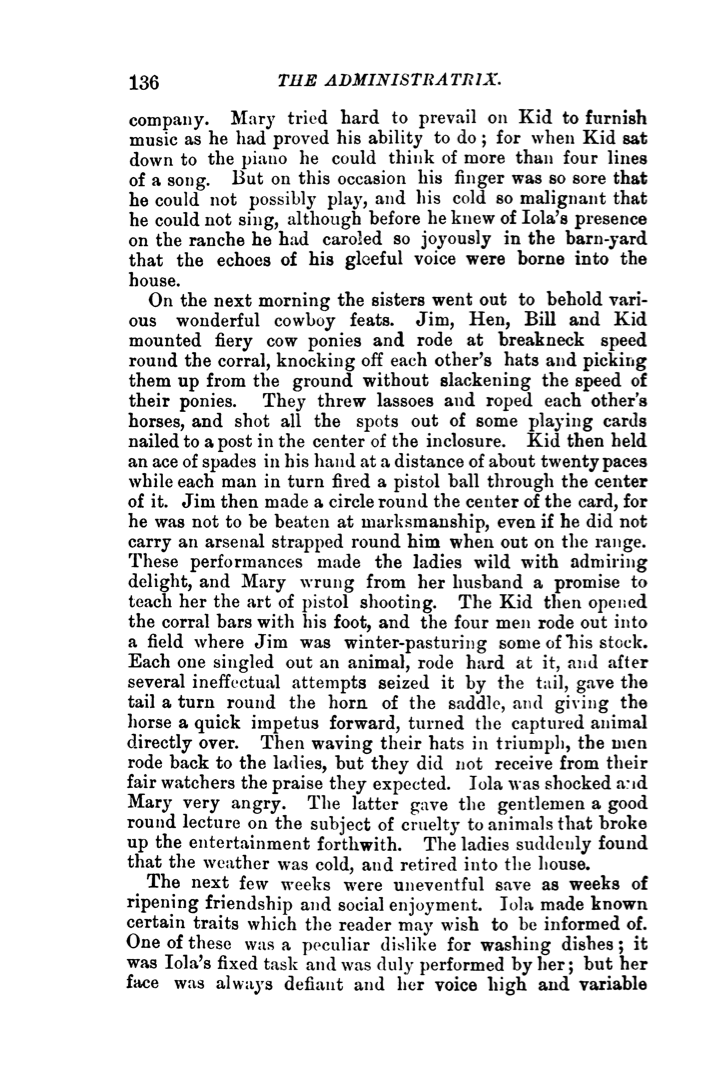 136 THE ADMINISTRATRIX.
company. Mary tried hard to prevail on Kid to furnish
music as he had proved his ability to do; for when Kid sat
down to the piano he could think of more than four lines
of a song. But on this occasion his finger was so sore that
he could not possibly play, and his cold so malignant that
he could not sing, although before he knew of Iola's presence
on the ranche he had caroled so joyously in the barn-yard
that the echoes of his gleeful voice were borne into the
house.
On the next morning the sisters went out to behold vari-
ous wonderful cowboy feats. Jim, Hen, Bill and Kid
mounted fiery cow ponies and rode at breakneck speed
round the corral, knocking off each other's hats and picking
them up from the ground without slackening the speed of
their ponies. They threw lassoes and roped each other's
horses, and shot all the spots out of some playing cards
nailed to a post in the center of the inclosure. Kid then held
an ace of spades in his hand at a distance of about twenty paces
while each man in turn fired a pistol ball through the center
of it. Jim then made a circle round the center of the card, for
he was not to be beaten at marksmanship, even if he did not
carry an arsenal strapped round him when out on the range.
These performances made the ladies wild with admiring
delight, and Mary wrung from her husband a promise to
teach her the art of pistol shooting. The Kid then opened
the corral bars with his foot, and the four men rode out into
a field where Jim was winter-pasturing some of his stock.
Each one singled out an animal, rode hard at it, and after
several ineffectual attempts seized it by the tail, gave the
tail a turn round the horn of the saddle, and giving the
horse a quick impetus forward, turned the captured animal
directly over. Then waving their hats in triumph, the men
rode back to the ladies, but they did not receive from their
fair watchers the praise they expected. Iola was shocked and
Mary very angry. The latter gave the gentlemen a good
round lecture on the subject of cruelty to animals that broke
up the entertainment forthwith. The ladies suddenly found
that the weather was cold, and retired into the house.
The next few weeks were uneventful save as weeks of
ripening friendship and social enjoyment. Iola made known
certain traits which the reader may wish to be informed of.
One of these was a peculiar dislike for washing dishes; it
was Iola's fixed task and was duly performed by her; but her
face was always defiant and her voice high and variable